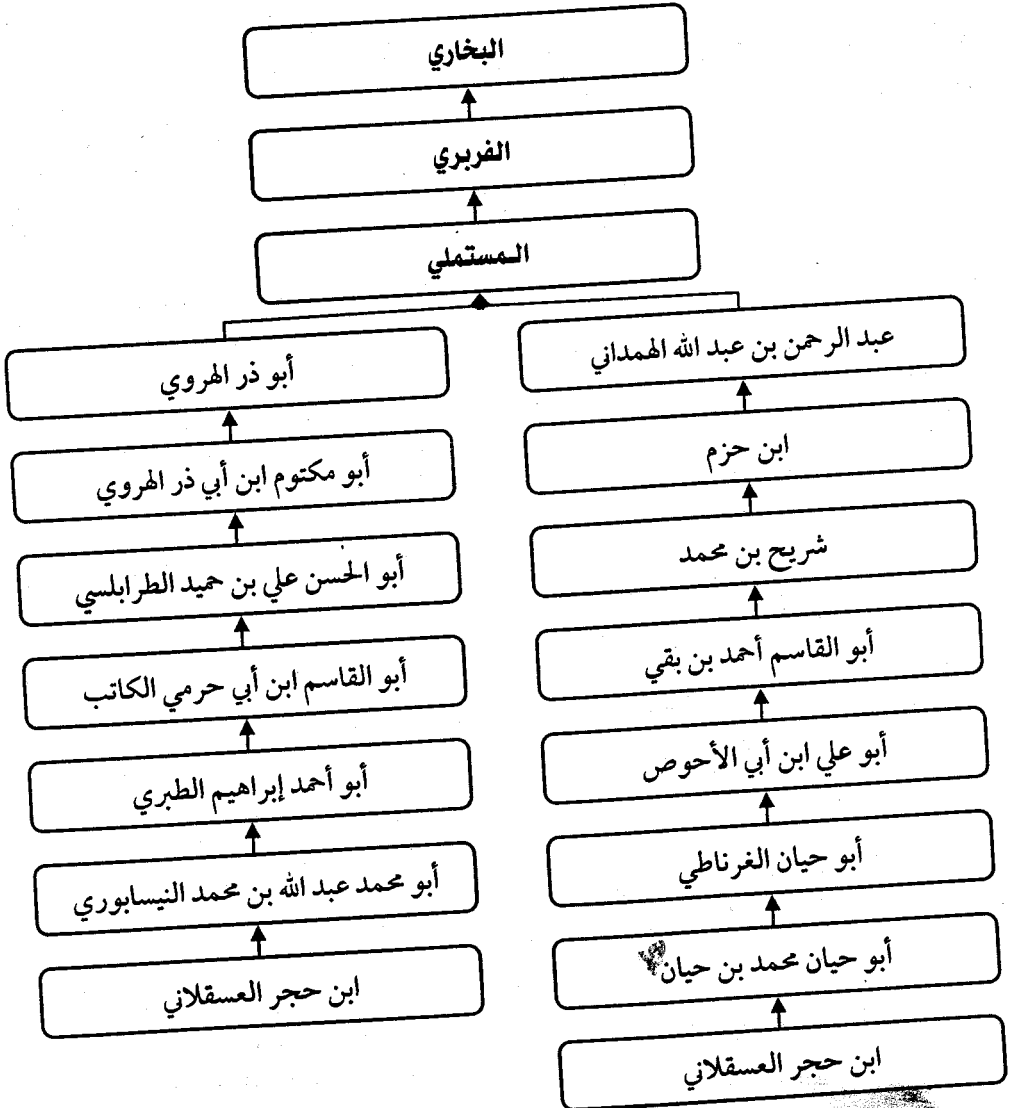 البخاري
الفربري
الـمستملي
عبد الرحمن بن عبد الله الهمداني
ابن حزم
شريح بن محمد
أبو القاسم أحمد بن بقي
أبو علي ابن أبي الأحوص
أبو حيان الغرناطي
أبو حيان محمد بن حيان
ابن حجر العسقلاني
أبو ذر الهروي
أبو مكتوم ابن أبي ذر الهروي
أبو الحسن علي بن حميد الطرابلسي
أبو القاسم ابن أبي حرمي الكاتب
أبو أحمد إبراهيم الطبري
أبو محمد عبد الله بن محمد النيسابوري
ابن حجر العسقلاني